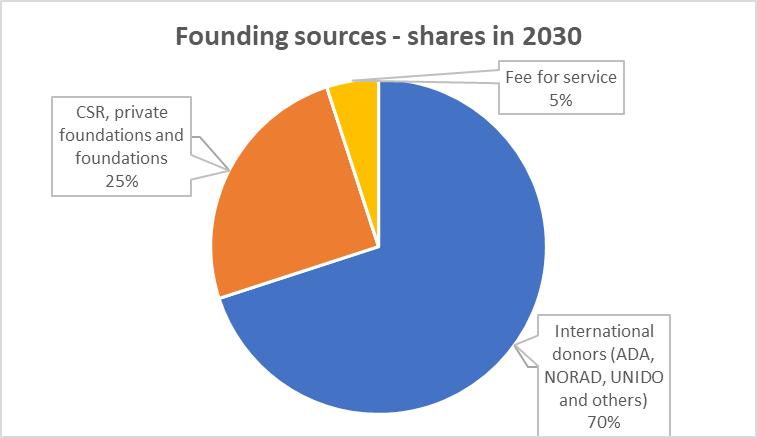 Founding sources - shares in 2030
Fee for service
5%
CSR, private
foundations and
foundations
25%
International
donors (ADA,
NORAD, UNIDO
and others)
70%